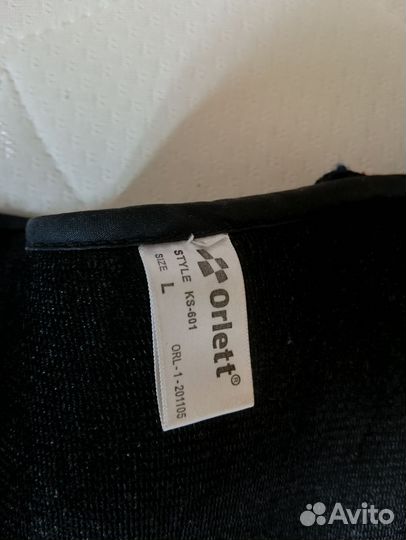 Orlett®
STYLE KS-601
SIZE L
ORL-1-201105
Avito